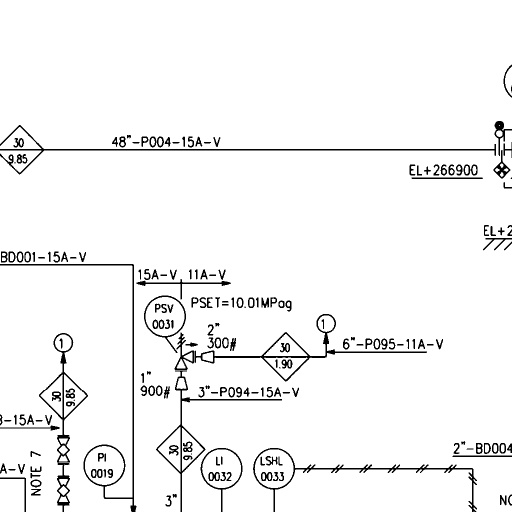 30
9.85
48"-P004-15A-V
EL+266900
EL+2
BD001-15A-V
15A-V
11A-V
PSV
0031
PSET=10.01MPag
2"
300#
1
30
1.90
6"-P095-11A-V
1
1"
900#
3"-P094-15A-V
30
9.85
-15A-V
30
9.85
2"-BD004
NOTE 7
PI
0019
LI
0032
LSHL
0033
A-V
3"
NO